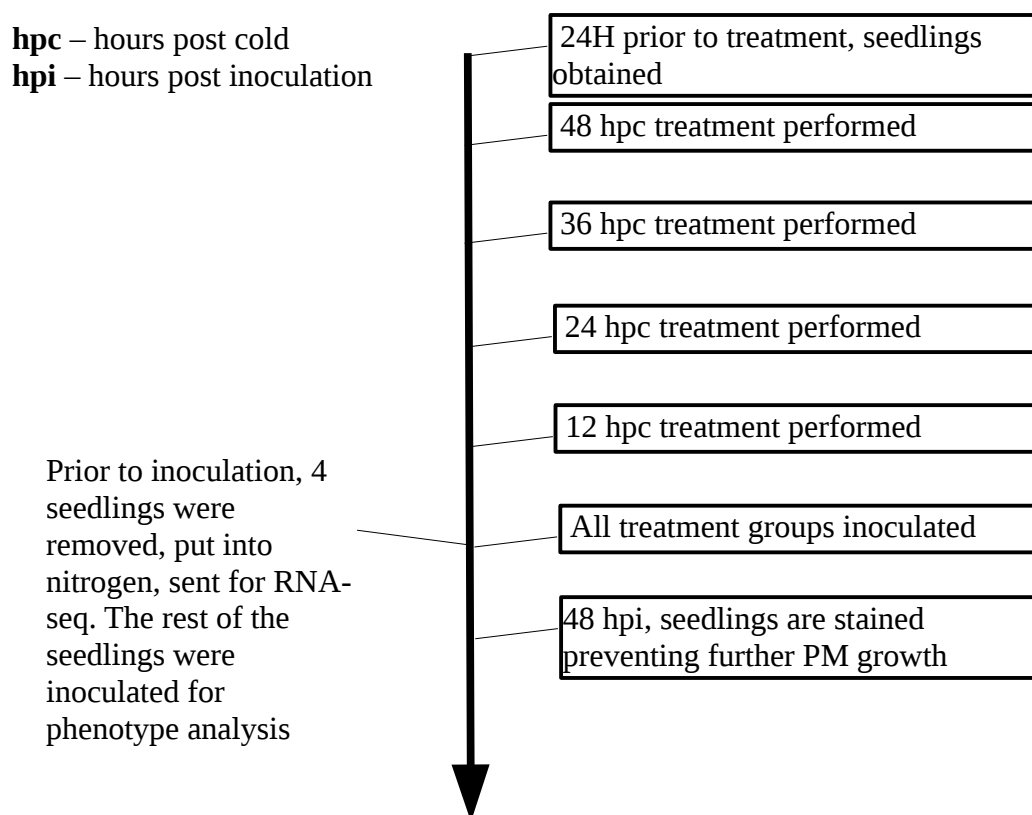 hpc – hours post cold
hpi – hours post inoculation
24H prior to treatment, seedlings
obtained
48 hpc treatment performed
36 hpc treatment performed
24 hpc treatment performed
12 hpc treatment performed
Prior to inoculation, 4
seedlings were
removed, put into
nitrogen, sent for RNA-
seq. The rest of the
seedlings were
inoculated for
phenotype analysis
All treatment groups inoculated
48 hpi, seedlings are stained
preventing further PM growth